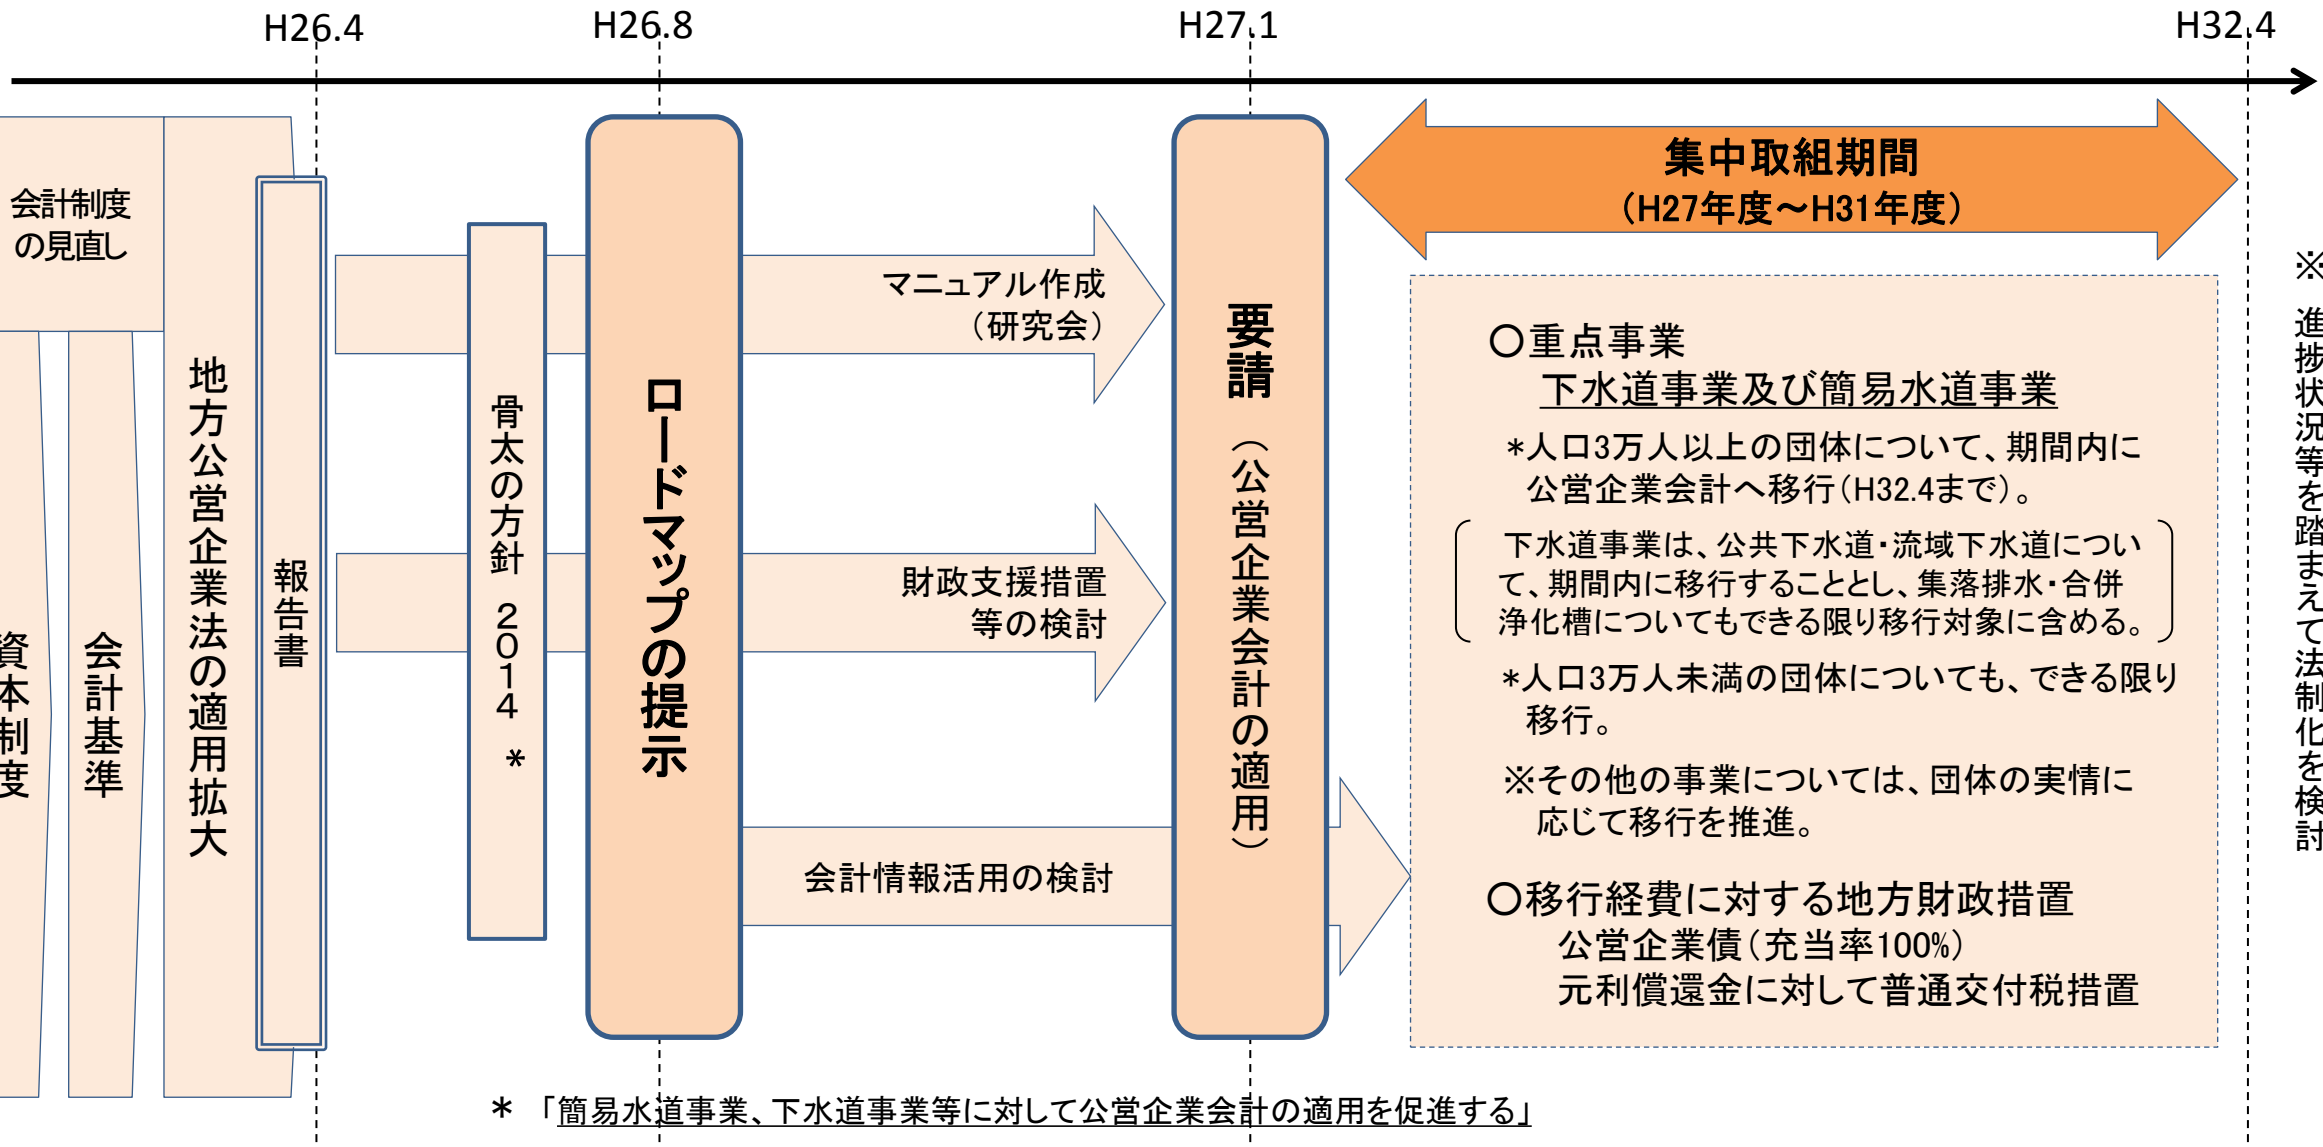 H26.4
H26.8
H27.1
H32.4
会計制度
の見直し
資本制度
会計基準
地方公営企業法の適用拡大
報告書
骨太の方針 2014 *
ロードマップの提示
マニュアル作成
（研究会）
財政支援措置
等の検討
会計情報活用の検討
要請（公営企業会計の適用）
集中取組期間
（H27年度～H31年度）
○重点事業
下水道事業及び簡易水道事業
*人口3万人以上の団体について、期間内に
公営企業会計へ移行(H32.4まで)。
下水道事業は、公共下水道・流域下水道につい
て、期間内に移行することとし、集落排水・合併
浄化槽についてもできる限り移行対象に含める。
*人口3万人未満の団体についても、できる限り
移行。
※その他の事業については、団体の実情に
応じて移行を推進。
○移行経費に対する地方財政措置
公営企業債(充当率100%)
元利償還金に対して普通交付税措置
※ 進捗状況等を踏まえて法制化を検討
* 「簡易水道事業、下水道事業等に対して公営企業会計の適用を促進する」